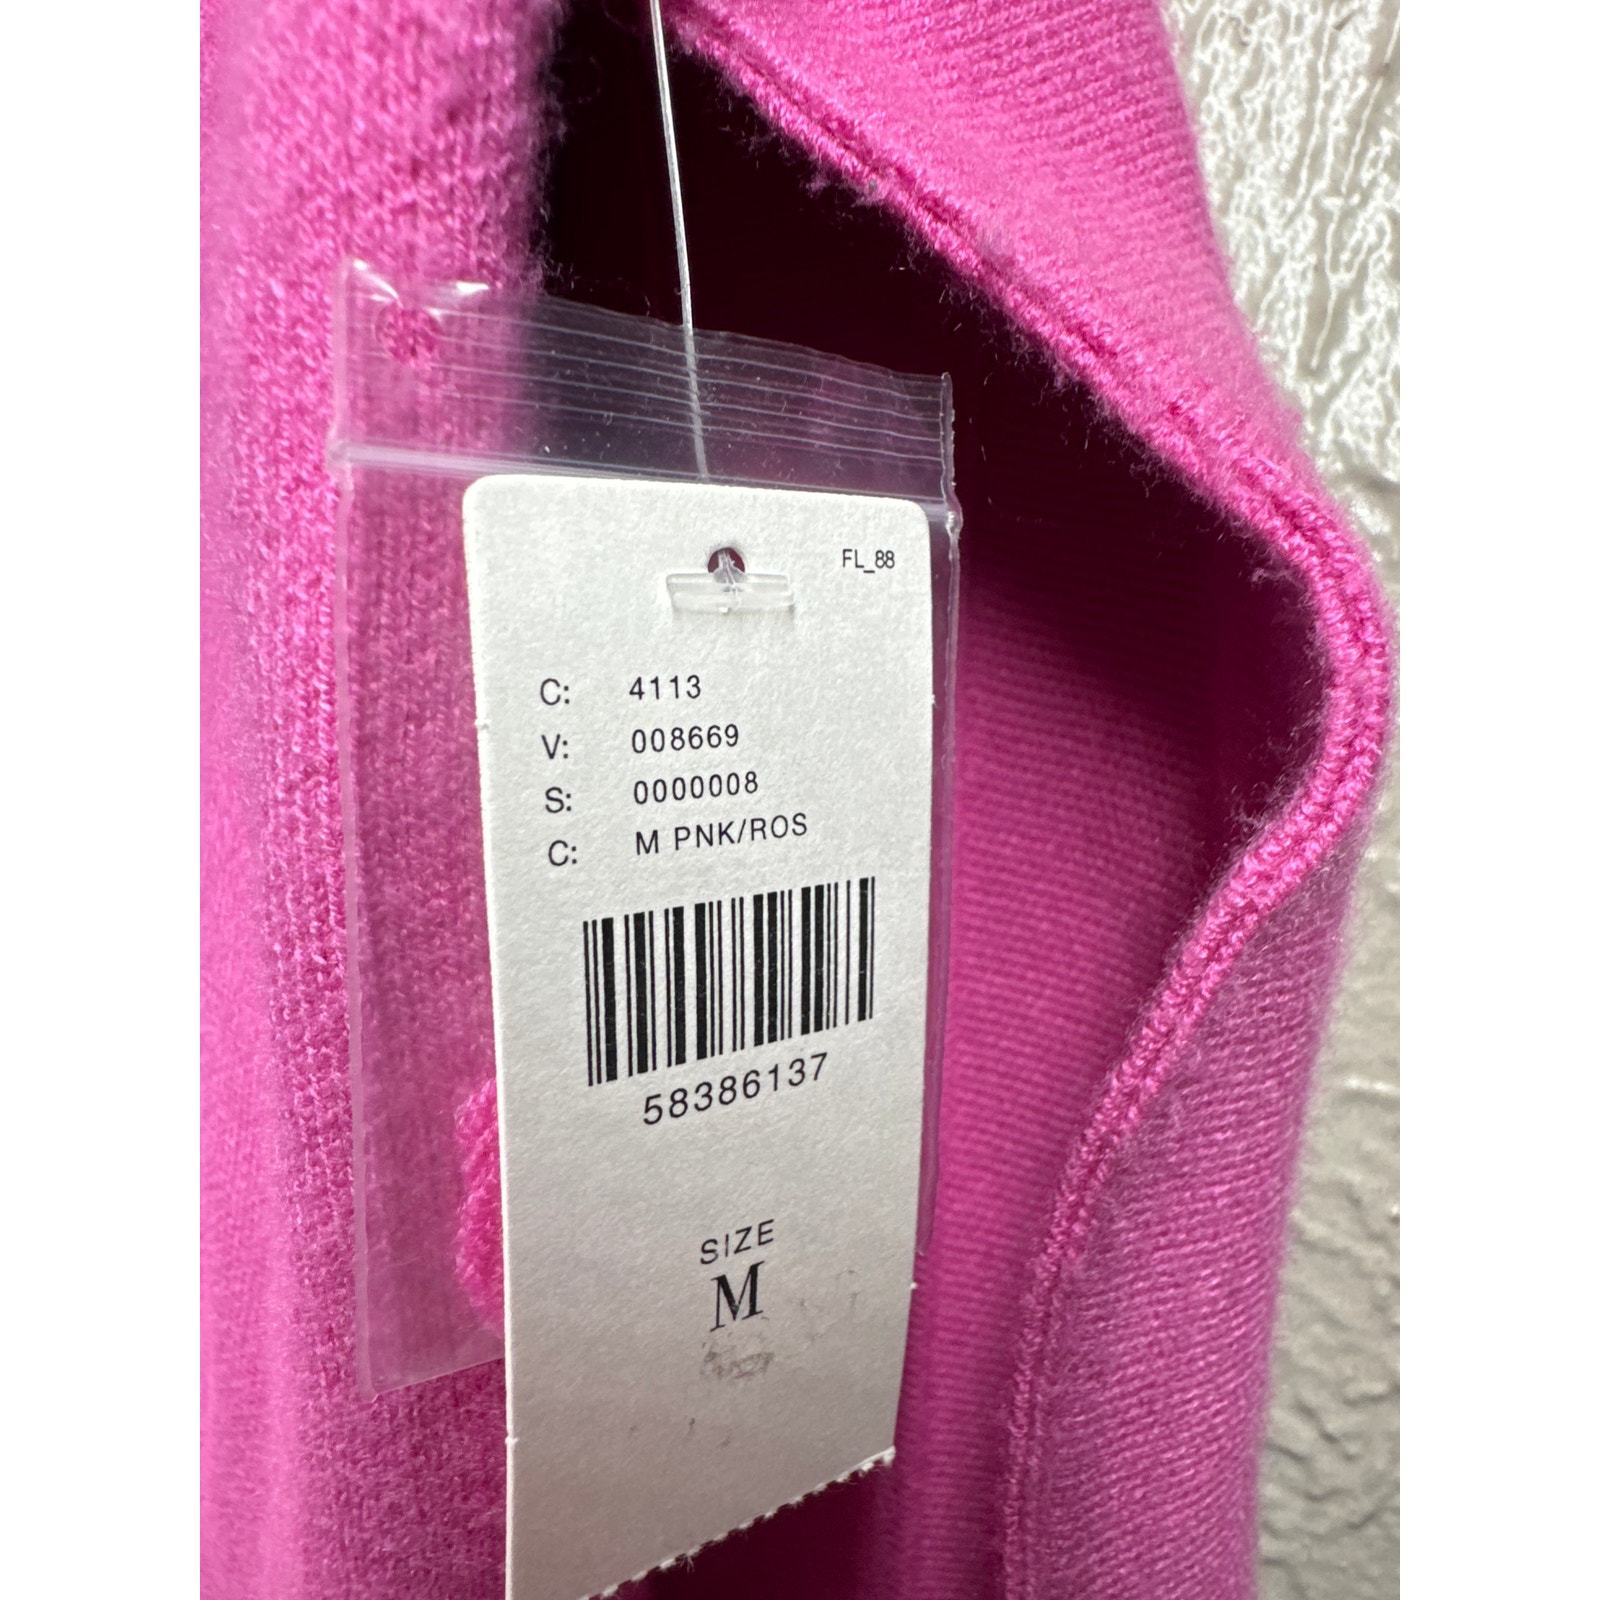 FL_88
C: 4113
V: 008669
S: 0000008
C: M PNK/ROS
58386137
SIZE
M